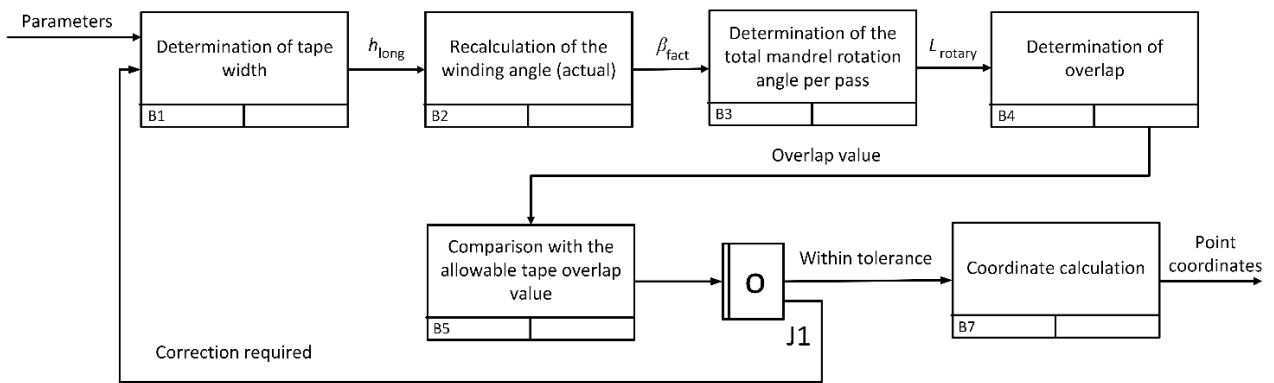 Parameters
Determination of tape
width
B1
h_long
Recalculation of the
winding angle (actual)
B2
β_fact
Determination of the
total mandrel rotation
angle per pass
B3
L_rotary
Determination of
overlap
B4
Overlap value
Comparison with the
allowable tape overlap
value
B5
O
J1
Within tolerance
Coordinate calculation
B7
Point
coordinates
Correction required